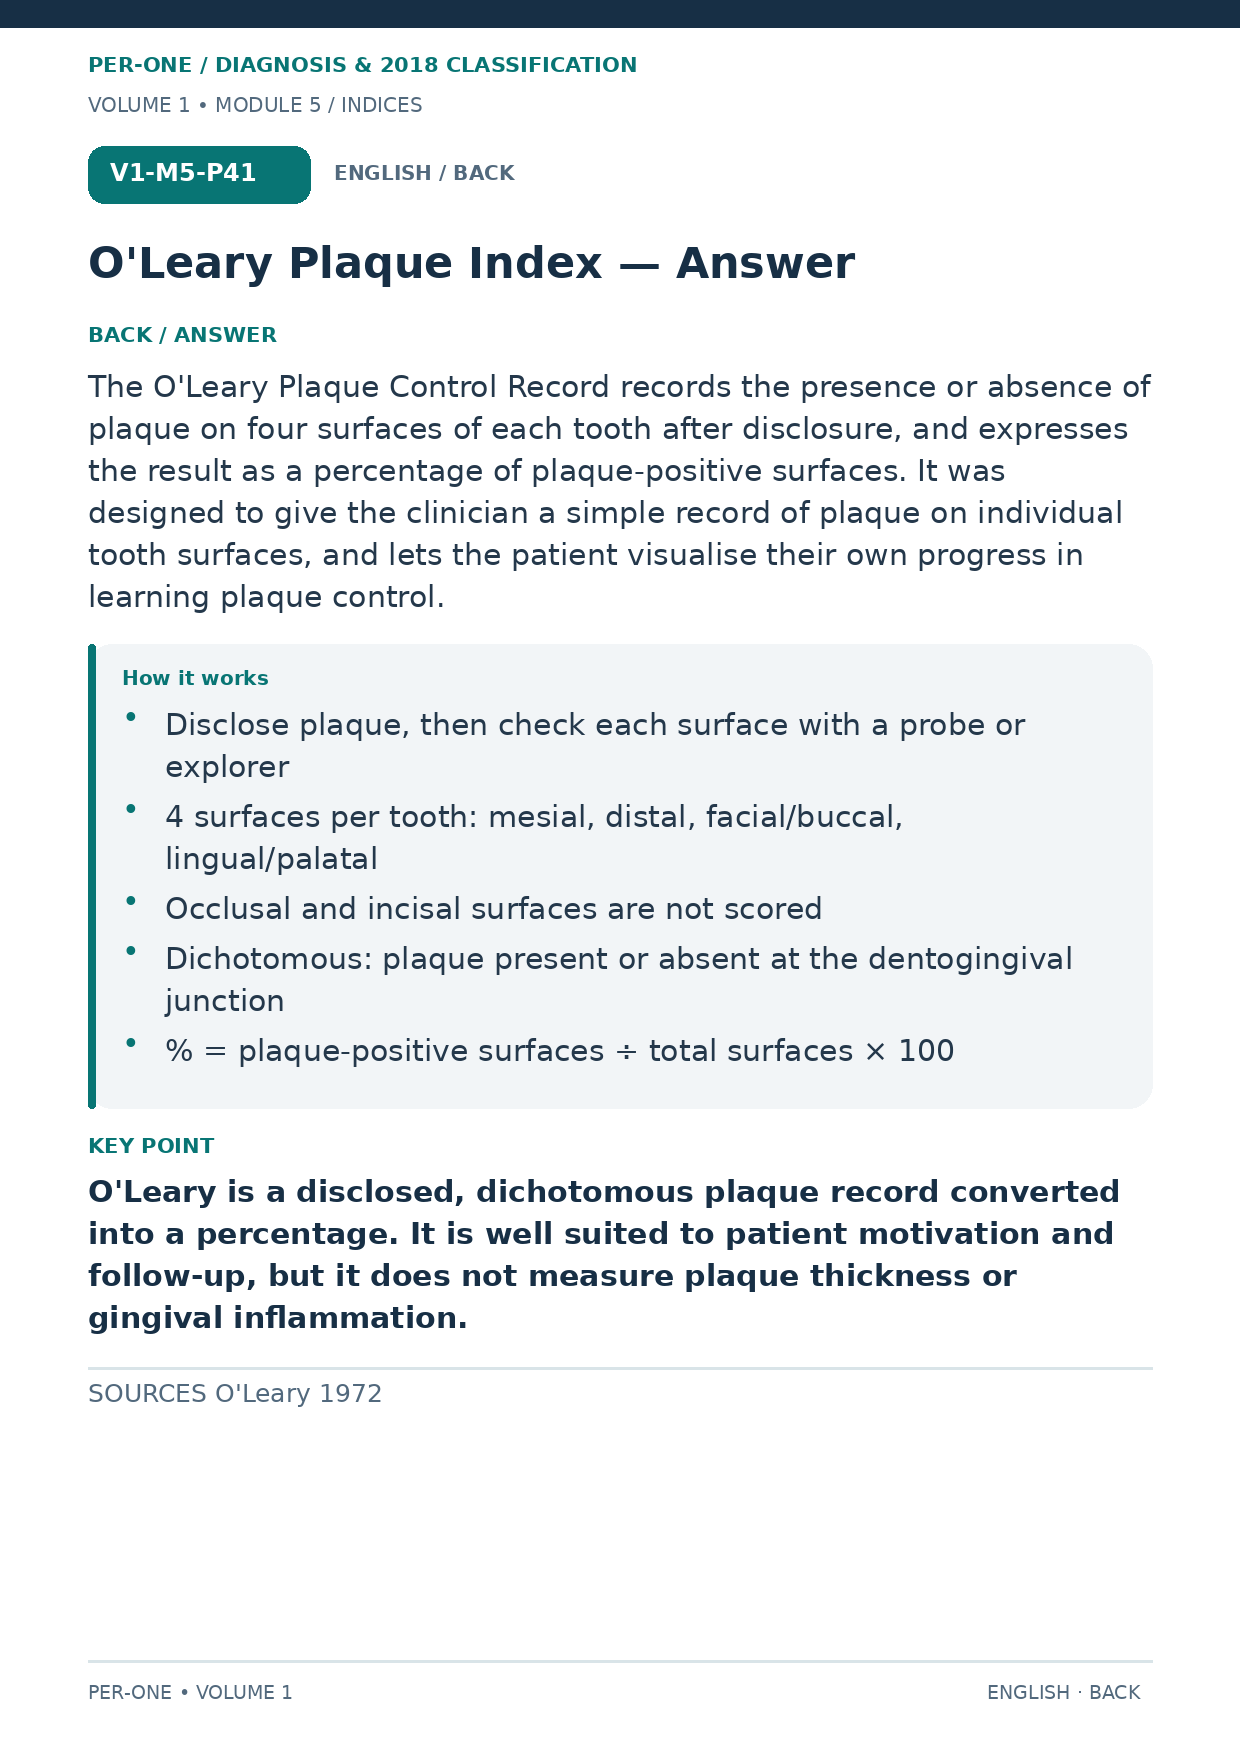 PER-ONE / DIAGNOSIS & 2018 CLASSIFICATION
VOLUME 1 • MODULE 5 / INDICES
V1-M5-P41
ENGLISH / BACK
O'Leary Plaque Index — Answer
BACK / ANSWER
The O'Leary Plaque Control Record records the presence or absence of
plaque on four surfaces of each tooth after disclosure, and expresses
the result as a percentage of plaque-positive surfaces. It was
designed to give the clinician a simple record of plaque on individual
tooth surfaces, and lets the patient visualise their own progress in
learning plaque control.
How it works
• Disclose plaque, then check each surface with a probe or
explorer
• 4 surfaces per tooth: mesial, distal, facial/buccal,
lingual/palatal
• Occlusal and incisal surfaces are not scored
• Dichotomous: plaque present or absent at the dentogingival
junction
• % = plaque-positive surfaces ÷ total surfaces × 100
KEY POINT
O'Leary is a disclosed, dichotomous plaque record converted
into a percentage. It is well suited to patient motivation and
follow-up, but it does not measure plaque thickness or
gingival inflammation.
SOURCES O'Leary 1972
PER-ONE • VOLUME 1
ENGLISH · BACK